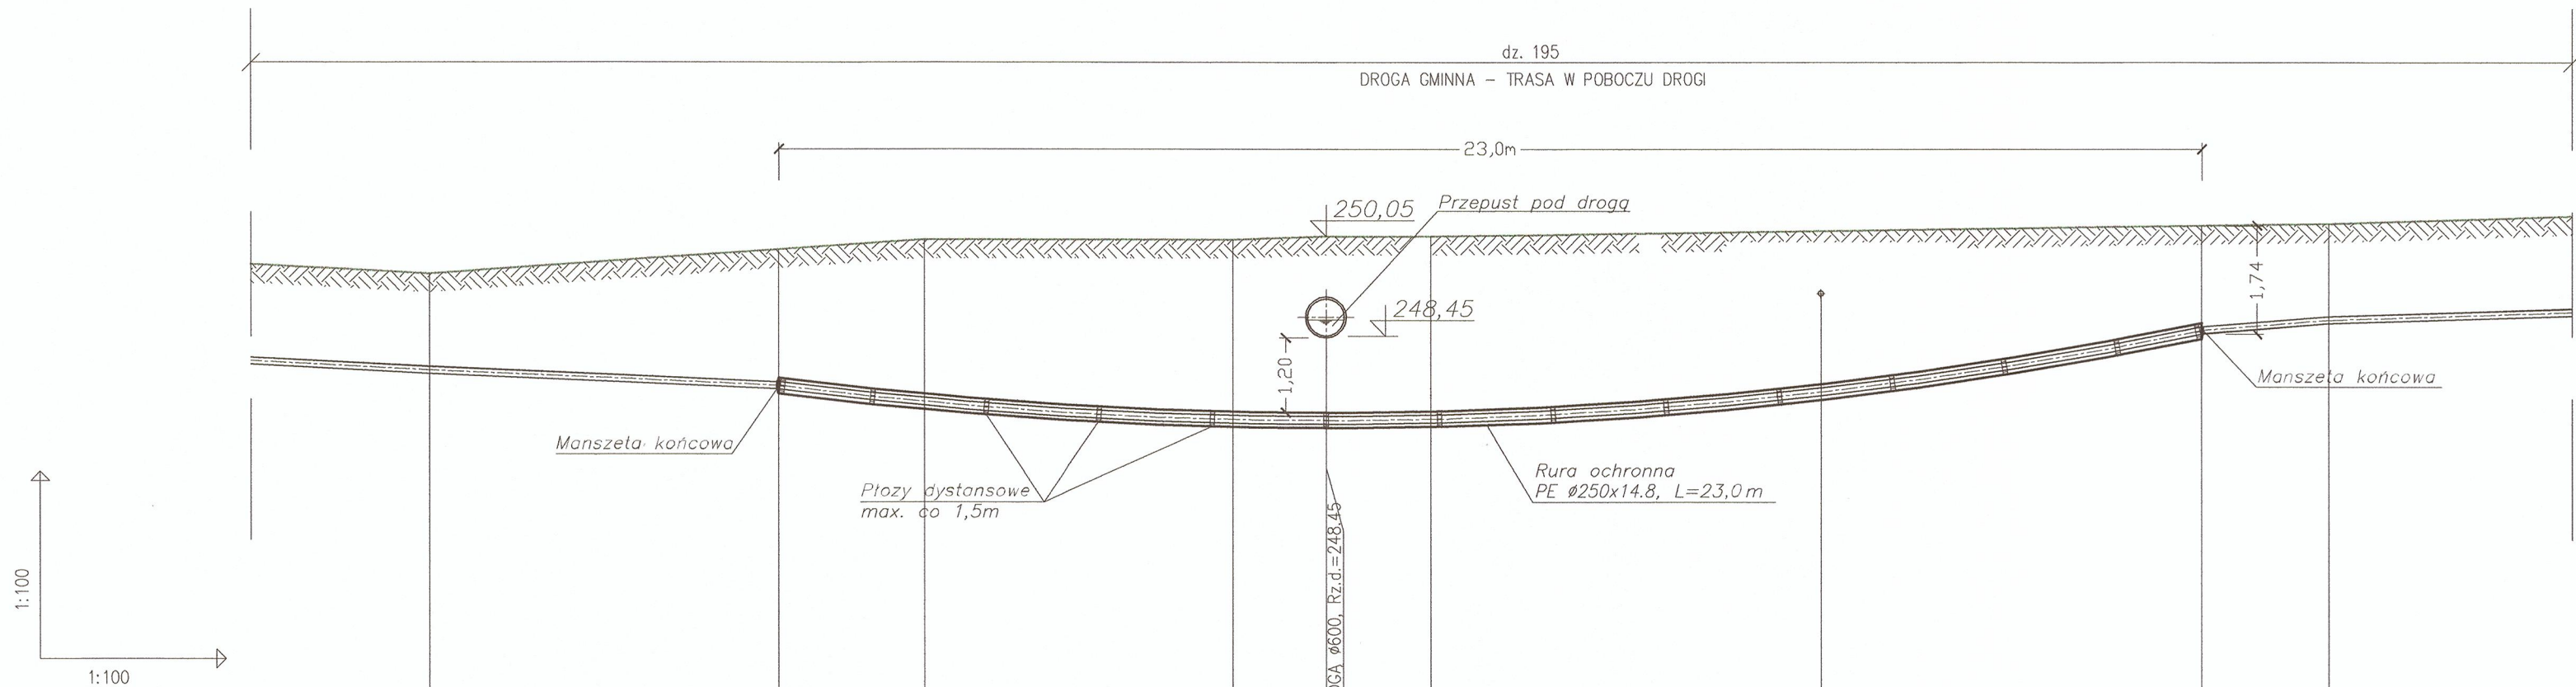 dz. 195
DROGA GMINNA – TRASA W POBOCZU DROGI
23,0m
250,05
Przepust pod drogą
248,45
1,74
1,20
Manszeta końcowa
Manszeta końcowa
Płozy dystansowe
max. co 1,5m
Rura ochronna
PE ø250x14.8, L=23,0m
ø600, Rz.d.=248,45
1:100
1:100